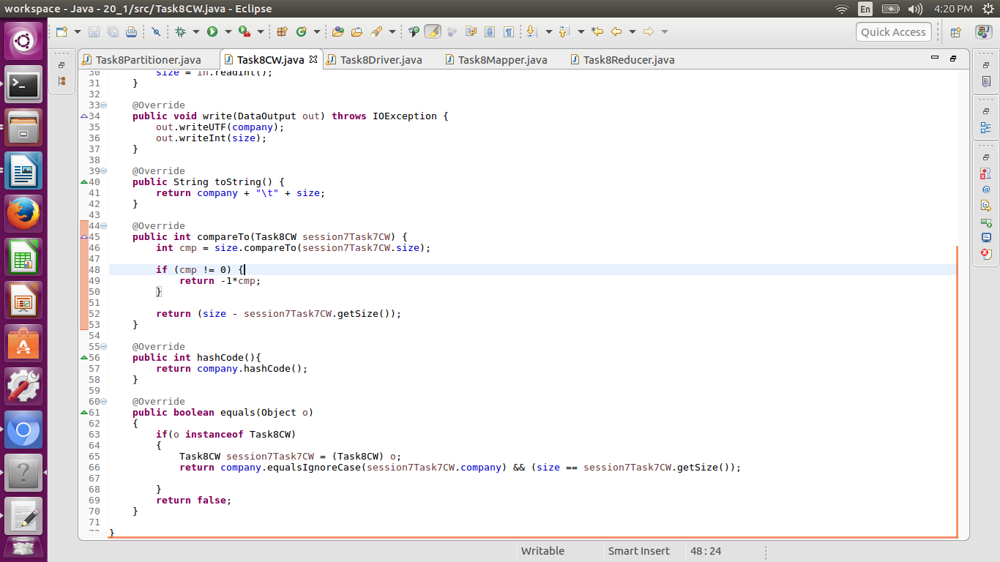 workspace - Java - 20_1/src/Task8CW.java - Eclipse
En
4:20 PM
Quick Access
Task8Partitioner.java
Task8CW.java
Task8Driver.java
Task8Mapper.java
Task8Reducer.java
30 size = in.readInt();
31 }
32
33 @Override
34 public void write(DataOutput out) throws IOException {
35 out.writeUTF(company);
36 out.writeInt(size);
37 }
38
39 @Override
40 public String toString() {
41 return company + "\t" + size;
42 }
43
44 @Override
45 public int compareTo(Task8CW session7Task7CW) {
46 int cmp = size.compareTo(session7Task7CW.size);
47
48 if (cmp != 0) {
49 return -1*cmp;
50 }
51
52 return (size - session7Task7CW.getSize());
53 }
54
55 @Override
56 public int hashCode(){
57 return company.hashCode();
58 }
59
60 @Override
61 public boolean equals(Object o)
62 {
63 if(o instanceof Task8CW)
64 {
65 Task8CW session7Task7CW = (Task8CW) o;
66 return company.equalsIgnoreCase(session7Task7CW.company) && (size == session7Task7CW.getSize());
67
68 }
69 return false;
70 }
71
72 }
Writable
Smart Insert
48 : 24